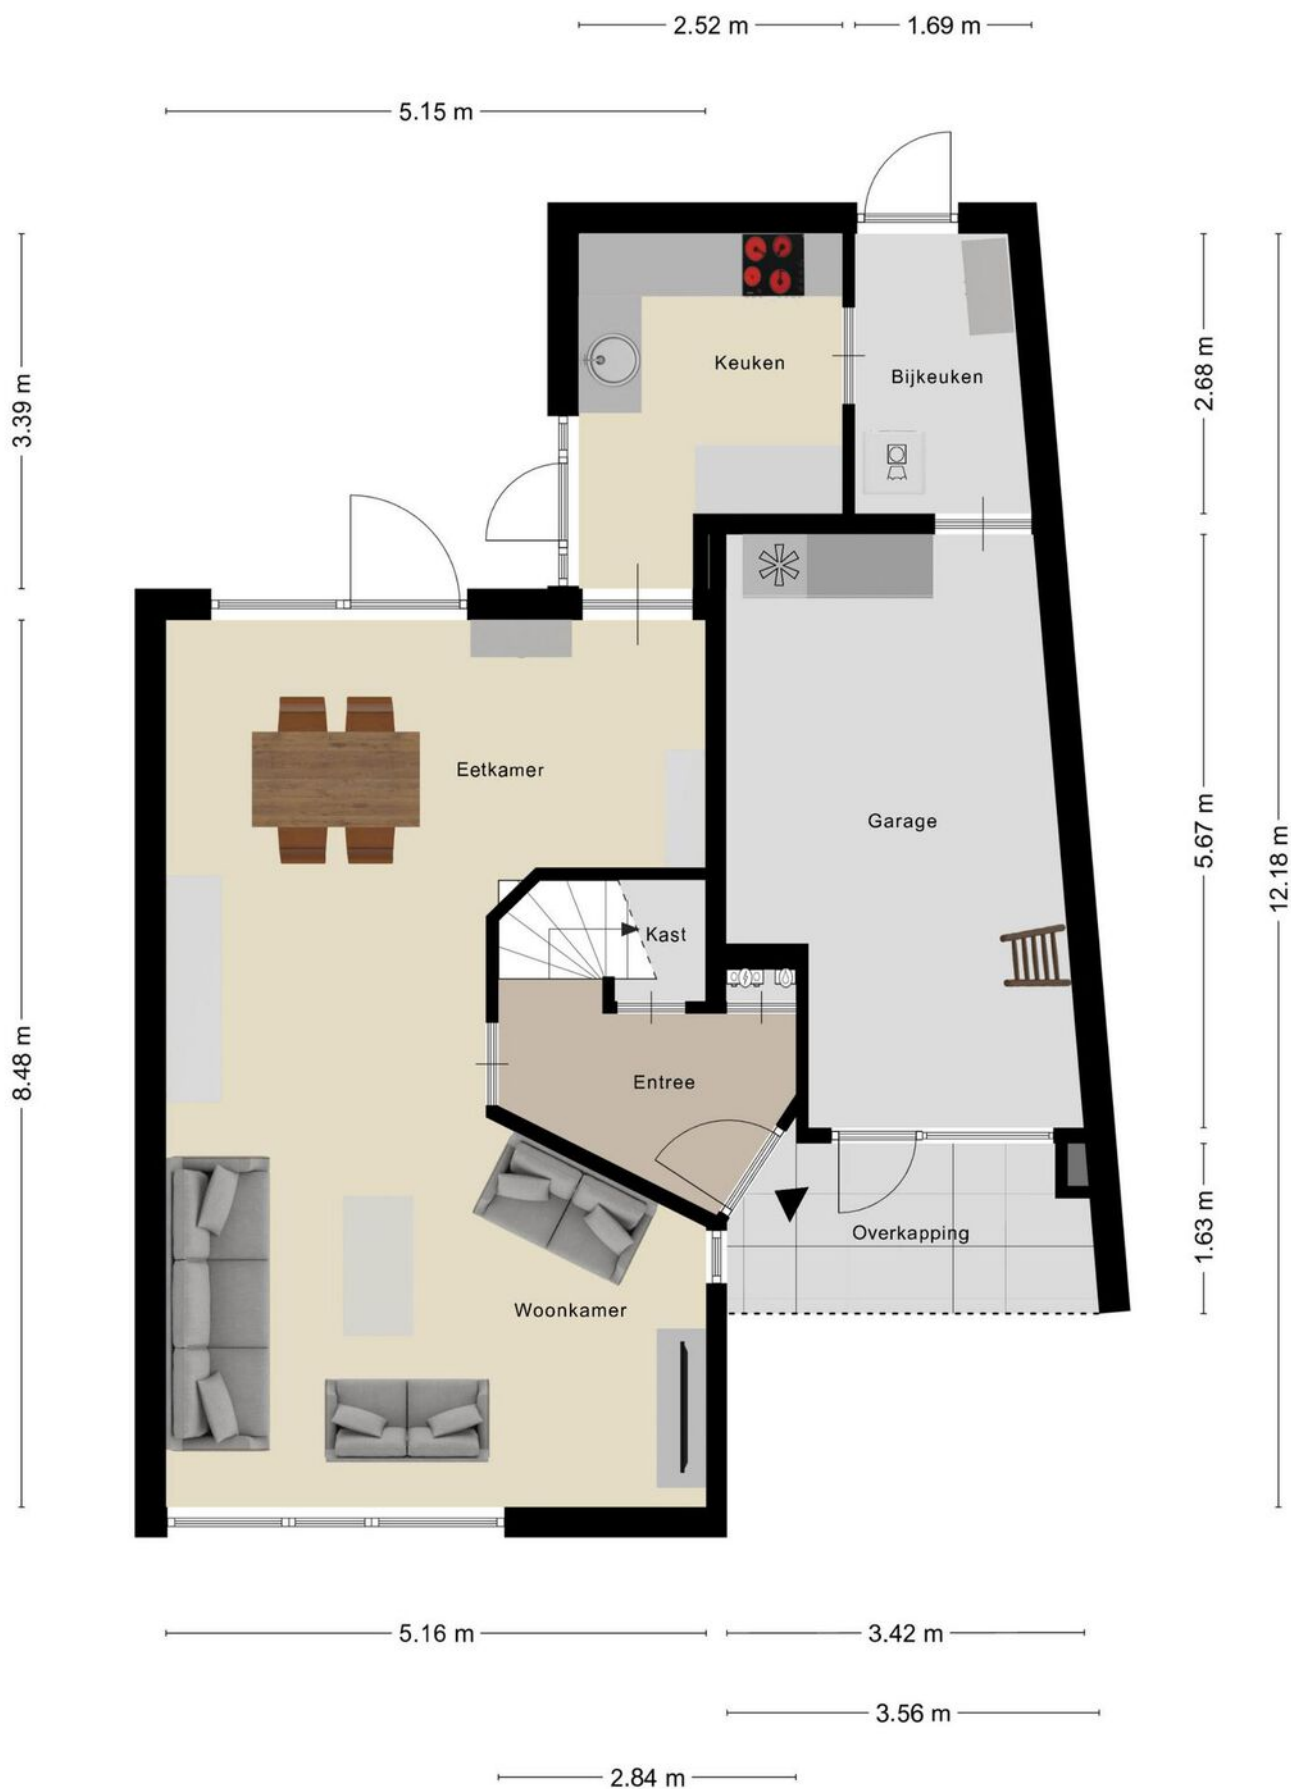 2.52 m
1.69 m
5.15 m
3.39 m
Keuken
Bijkeuken
2.68 m
Eetkamer
Garage
5.67 m
12.18 m
Kast
8.48 m
Entree
1.63 m
Overkapping
Woonkamer
5.16 m
3.42 m
3.56 m
2.84 m